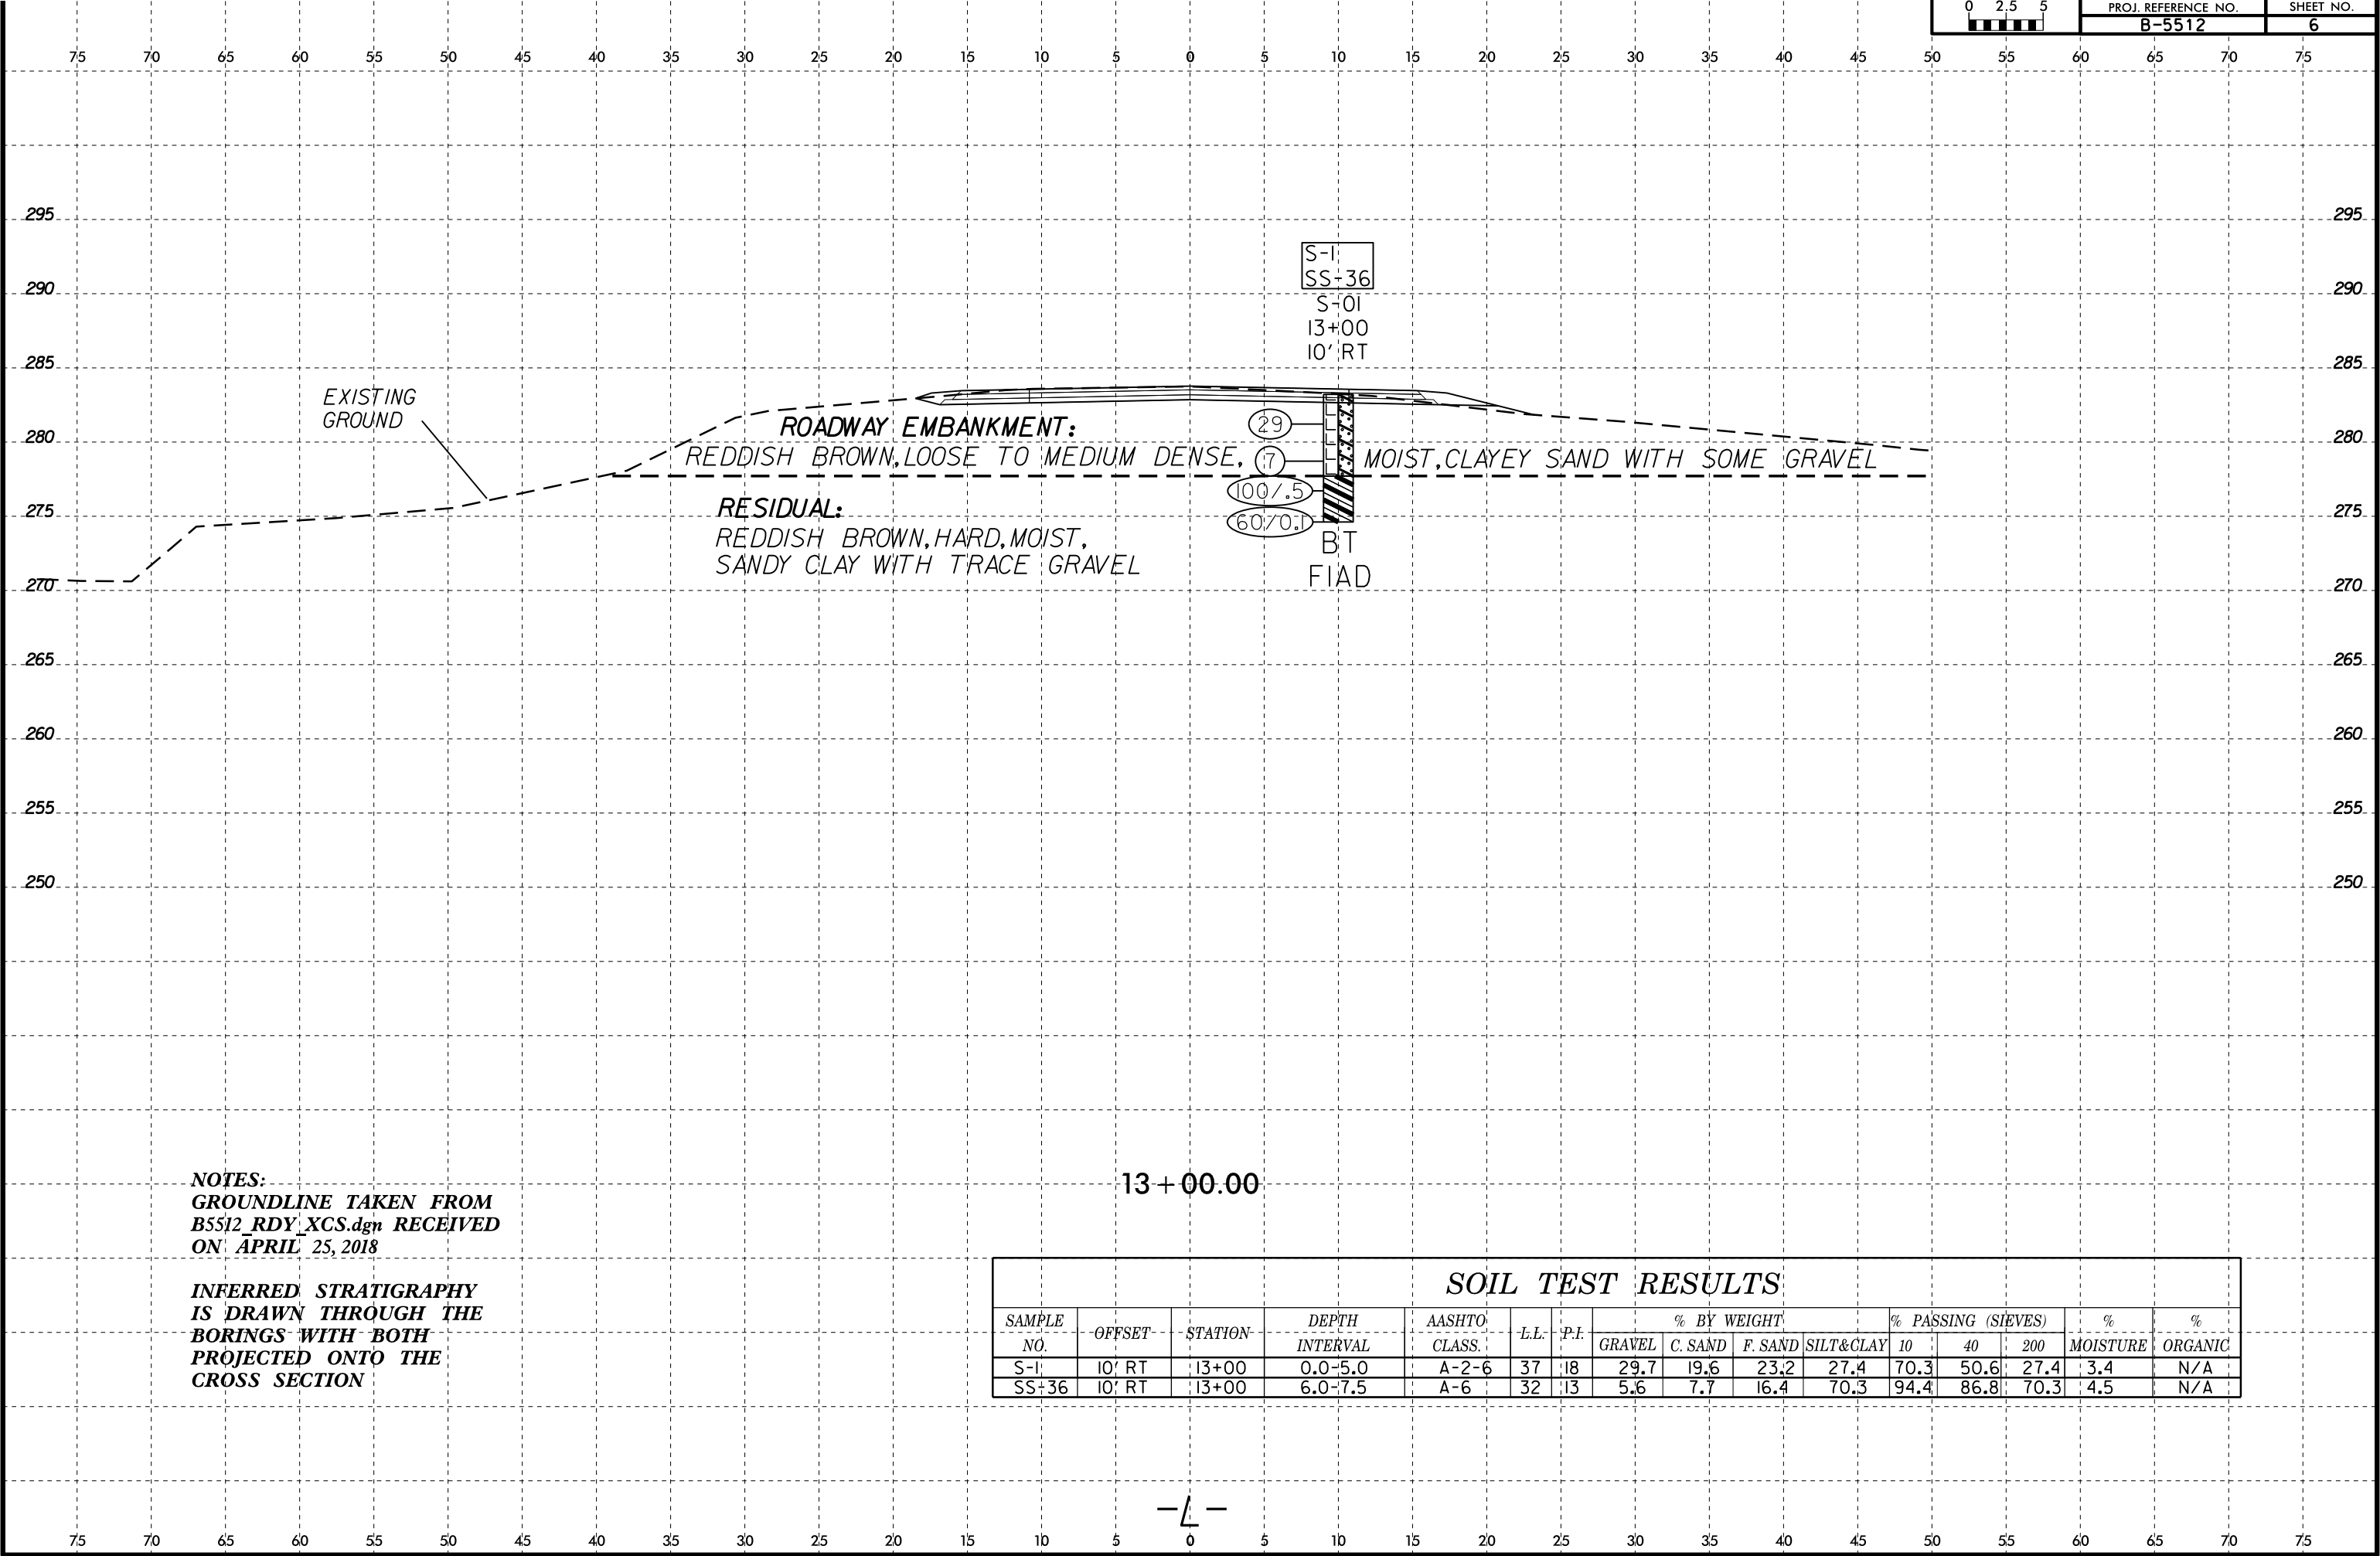 0 2.5 5
PROJ. REFERENCE NO. SHEET NO.
B-5512 6
75 70 65 60 55 50 45 40 35 30 25 20 15 10 5 0 5 10 15 20 25 30 35 40 45 50 55 60 65 70 75
295 295
S-1
SS-36
290 290
S-01
13+00
10' RT
285 285
EXISTING
GROUND
ROADWAY EMBANKMENT: 29
280 280
REDDISH BROWN,LOOSE TO MEDIUM DENSE, 7 MOIST,CLAYEY SAND WITH SOME GRAVEL
100/.5
RESIDUAL:
275 60/0.1 275
REDDISH BROWN,HARD,MOIST,
SANDY CLAY WITH TRACE GRAVEL
BT
FIAD
270 270
265 265
260 260
255 255
250 250
NOTES:
GROUNDLINE TAKEN FROM
B5512_RDY_XCS.dgn RECEIVED
ON APRIL 25, 2018
INFERRED STRATIGRAPHY
IS DRAWN THROUGH THE
BORINGS WITH BOTH
PROJECTED ONTO THE
CROSS SECTION
13+00.00
SOIL TEST RESULTS
SAMPLE NO. OFFSET STATION DEPTH INTERVAL AASHTO CLASS. L.L. P.I. % BY WEIGHT % PASSING (SIEVES) % MOISTURE % ORGANIC
GRAVEL C. SAND F. SAND SILT&CLAY 10 40 200
S-1 10' RT 13+00 0.0-5.0 A-2-6 37 18 29.7 19.6 23.2 27.4 70.3 50.6 27.4 3.4 N/A
SS-36 10' RT 13+00 6.0-7.5 A-6 32 13 5.6 7.7 16.4 70.3 94.4 86.8 70.3 4.5 N/A
-L-
75 70 65 60 55 50 45 40 35 30 25 20 15 10 5 0 5 10 15 20 25 30 35 40 45 50 55 60 65 70 75